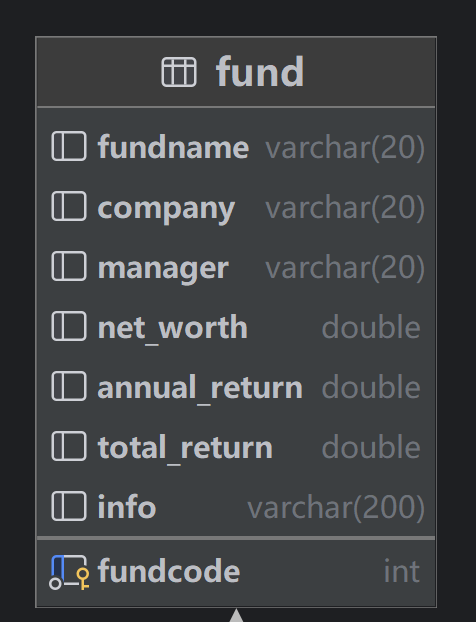 fund
fundname varchar(20)
company varchar(20)
manager varchar(20)
net_worth double
annual_return double
total_return double
info varchar(200)
fundcode int